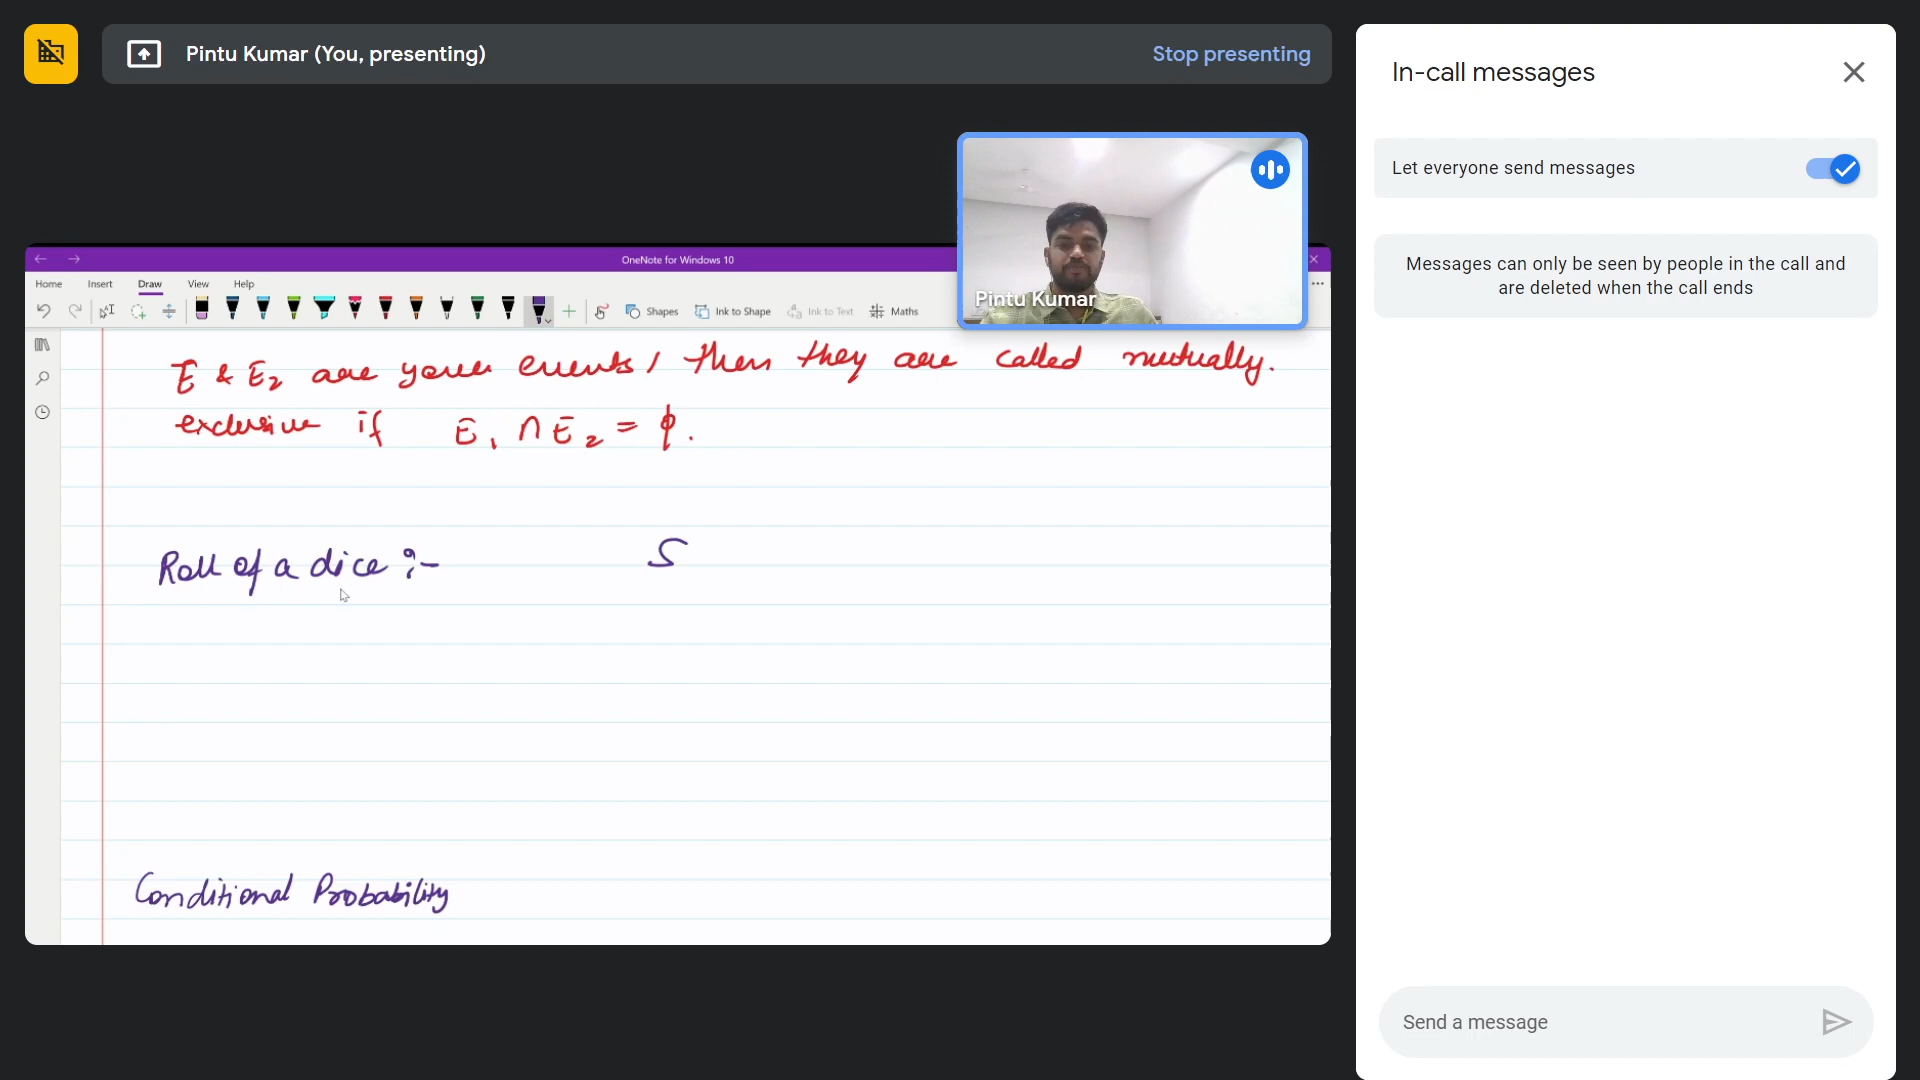 Pintu Kumar (You, presenting)
Stop presenting
In-call messages
Let everyone send messages
Messages can only be seen by people in the call and
are deleted when the call ends
Pintu Kumar
OneNote for Windows 10
Home Insert Draw View Help
Shapes Ink to Shape Ink to Text Maths
E & E2 are given events, then they are called mutually.
exclusive if E1 ∩ E2 = ϕ.
Roll of a dice :- S
Conditional Probability
Send a message